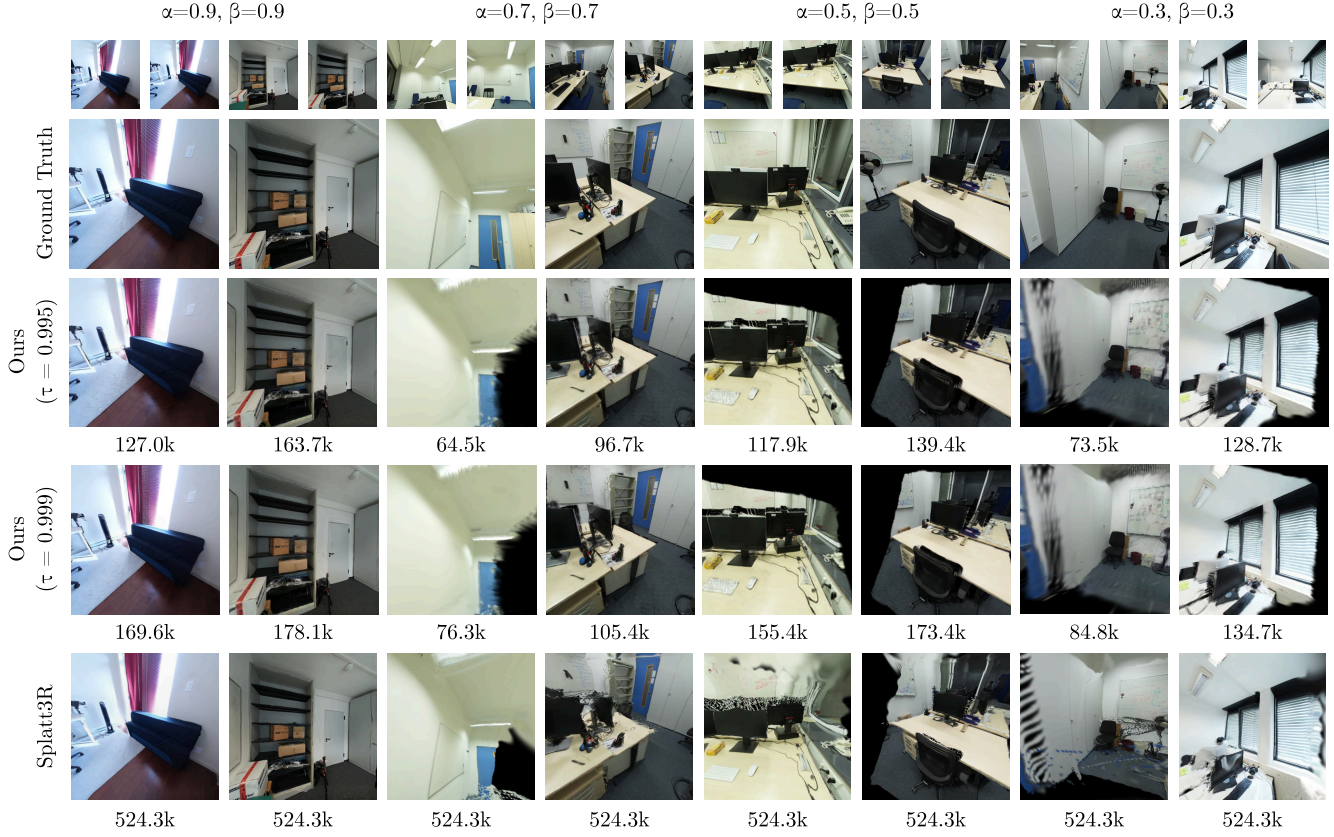 α=0.9, β=0.9 α=0.7, β=0.7 α=0.5, β=0.5 α=0.3, β=0.3
Ground Truth
Ours
(τ = 0.995)
127.0k 163.7k 64.5k 96.7k 117.9k 139.4k 73.5k 128.7k
Ours
(τ = 0.999)
169.6k 178.1k 76.3k 105.4k 155.4k 173.4k 84.8k 134.7k
Splatt3R
524.3k 524.3k 524.3k 524.3k 524.3k 524.3k 524.3k 524.3k